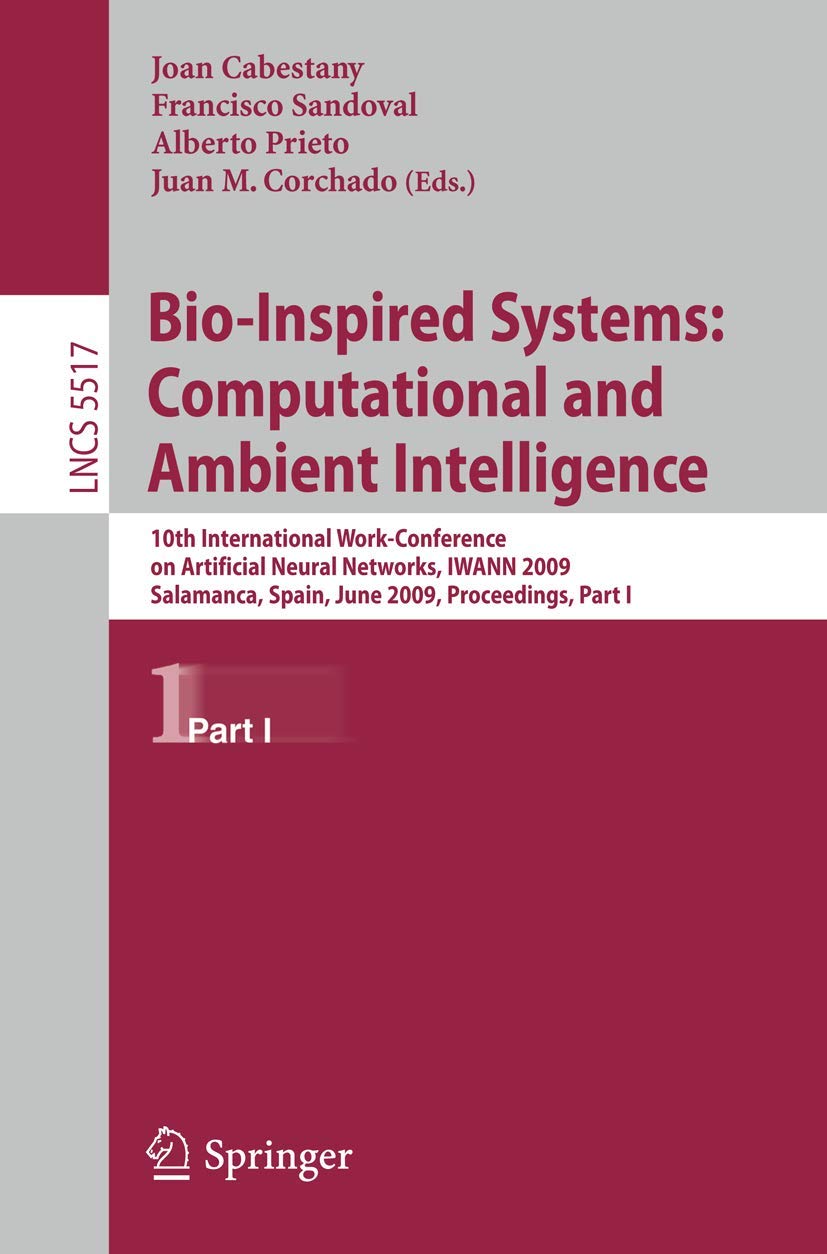 Joan Cabestany
Francisco Sandoval
Alberto Prieto
Juan M. Corchado (Eds.)
LNCS 5517
Bio-Inspired Systems:
Computational and
Ambient Intelligence
10th International Work-Conference
on Artificial Neural Networks, IWANN 2009
Salamanca, Spain, June 2009, Proceedings, Part I
1 Part I
Springer